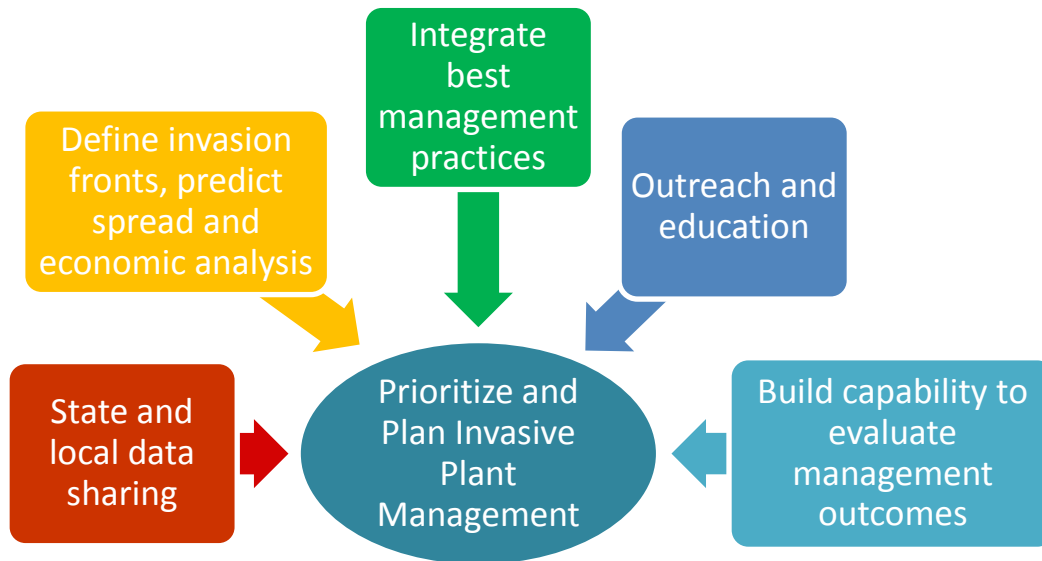 Integrate
best
management
practices
Define invasion
fronts, predict
spread and
economic analysis
Outreach and
education
State and
local data
sharing
Prioritize and
Plan Invasive
Plant
Management
Build capability to
evaluate
management
outcomes